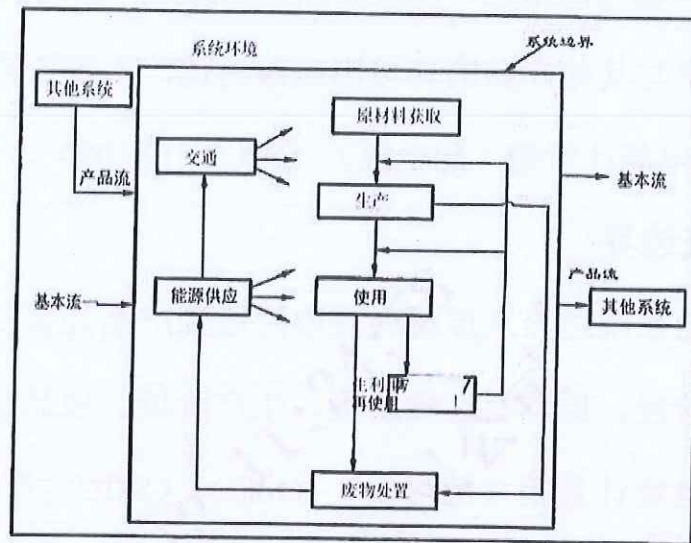 系统环境
系统边界
其他系统
原材料获取
交通
产品流
基本流
生产
产品流
基本流
能源供应
使用
其他系统
再使用
废物处置